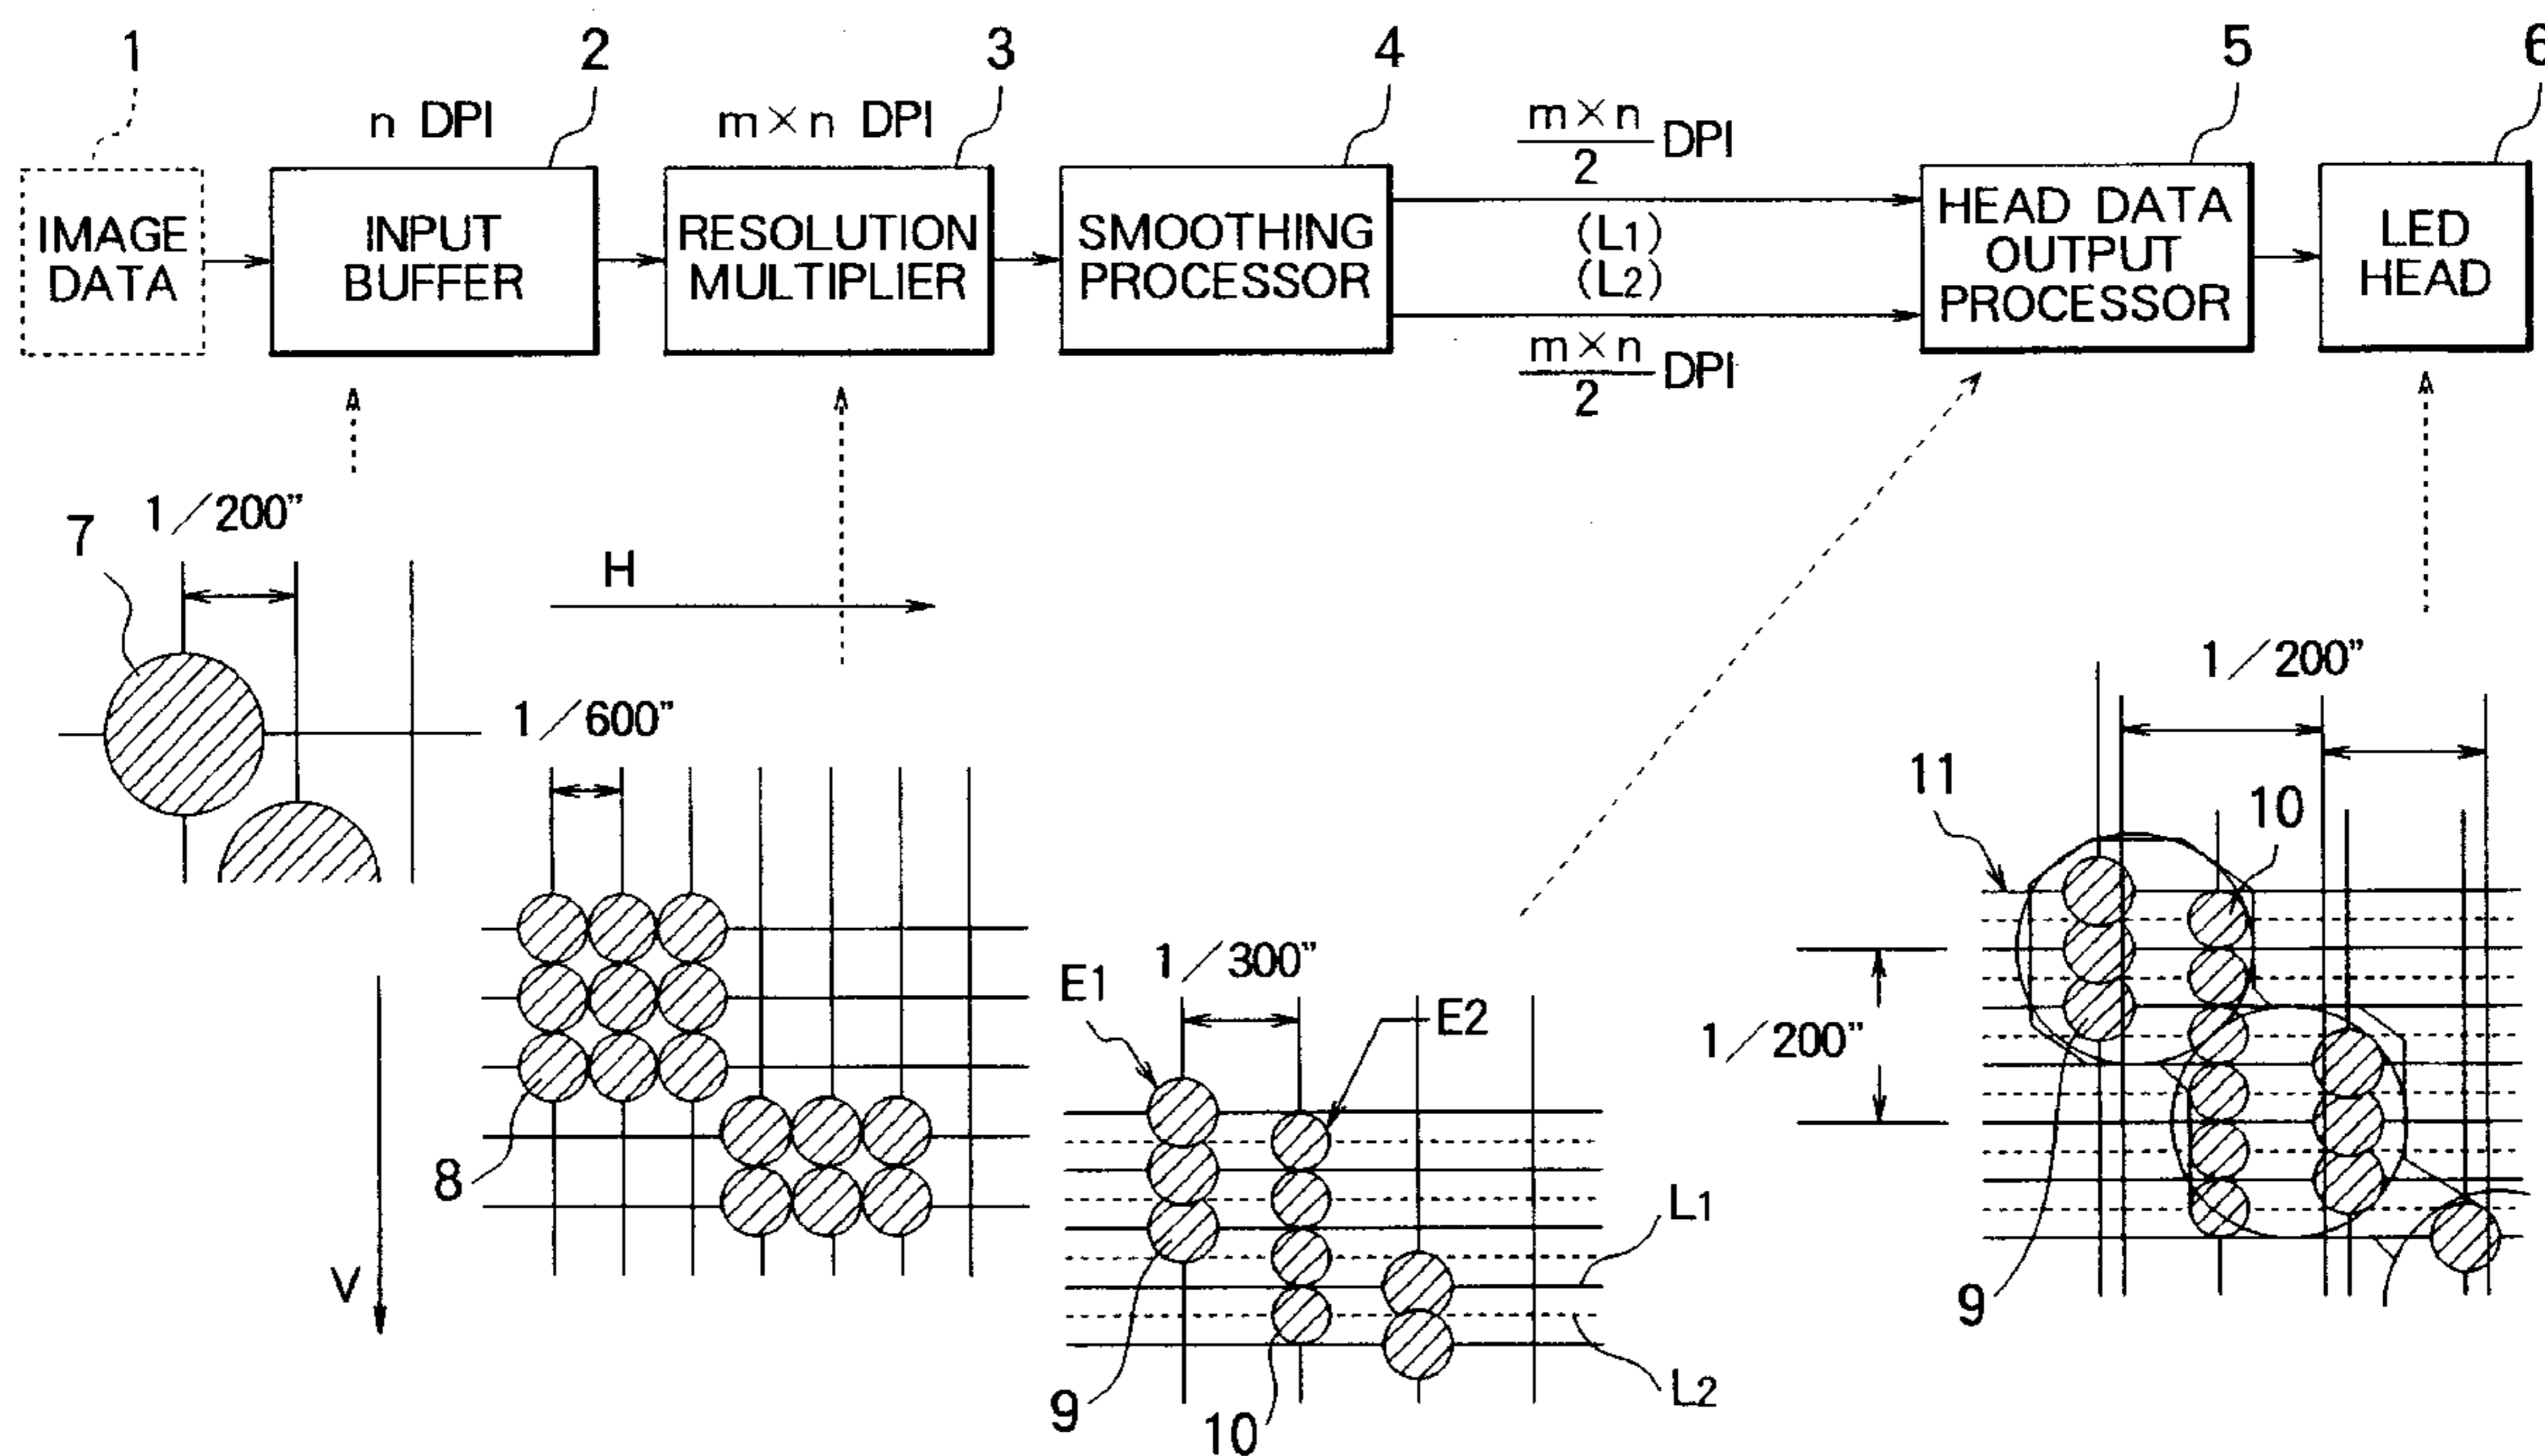 1
2
3
4
5
6
n DPI
m×n DPI
m×n
2
DPI
IMAGE
DATA
INPUT
BUFFER
RESOLUTION
MULTIPLIER
SMOOTHING
PROCESSOR
(L1)
(L2)
HEAD DATA
OUTPUT
PROCESSOR
LED
HEAD
m×n
2
DPI
7
1/200"
H
V
1/600"
8
E1
1/300"
E2
L1
L2
9
10
1/200"
11
10
1/200"
9